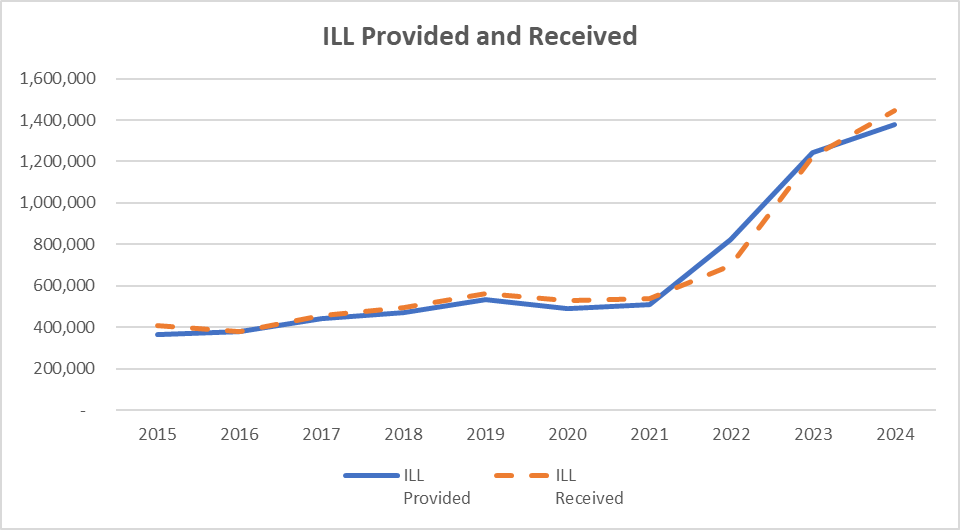 ILL Provided and Received
1,600,000
1,400,000
1,200,000
1,000,000
800,000
600,000
400,000
200,000
-
2015 2016 2017 2018 2019 2020 2021 2022 2023 2024
ILL
Provided
ILL
Received